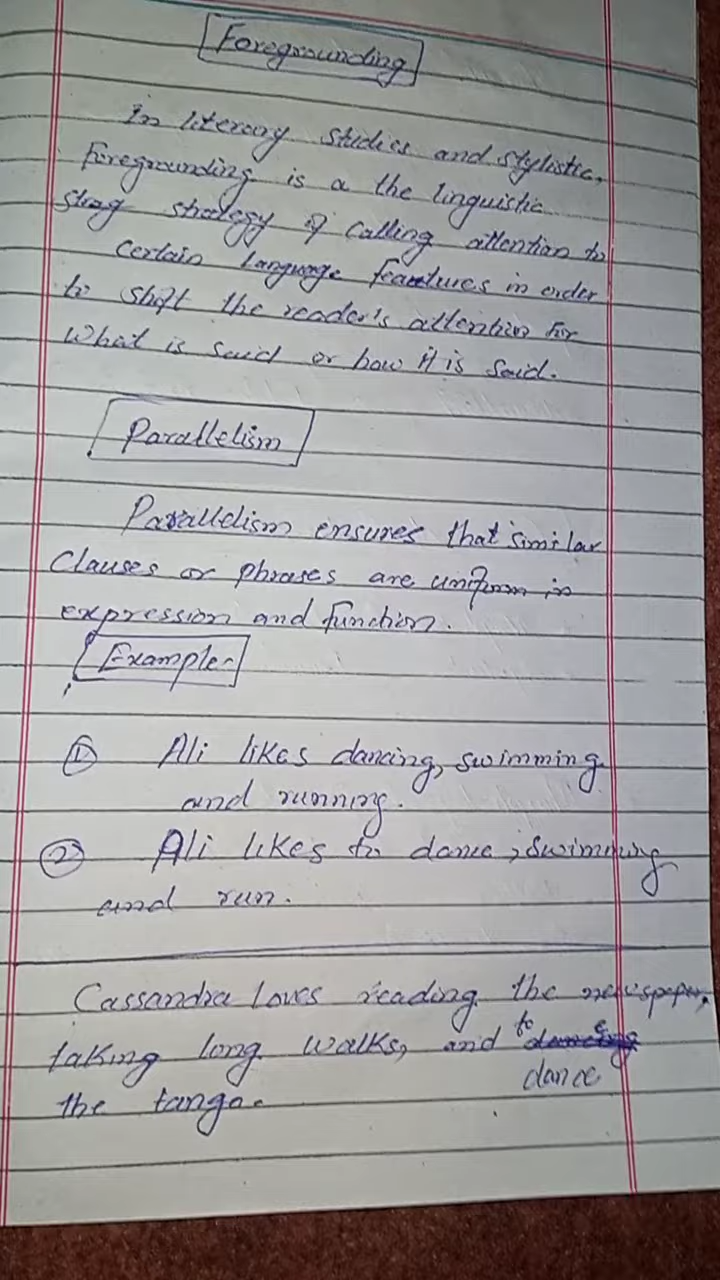 Foregrounding
In literary studies and stylistic,
foregrounding is a the linguistic
strag strategy of calling attention to
certain language features in order
to shift the reader's attention for
what is said or how it is said.
Parallelism
Parallelism ensures that similar
clauses or phrases are uniform in
expression and function.
Example-
① Ali likes dancing, swimming
and running.
② Ali likes to dance, swimming
and run.
Cassandra loves reading the newspaper,
taking long walks, and to dancing
dance
the tango.